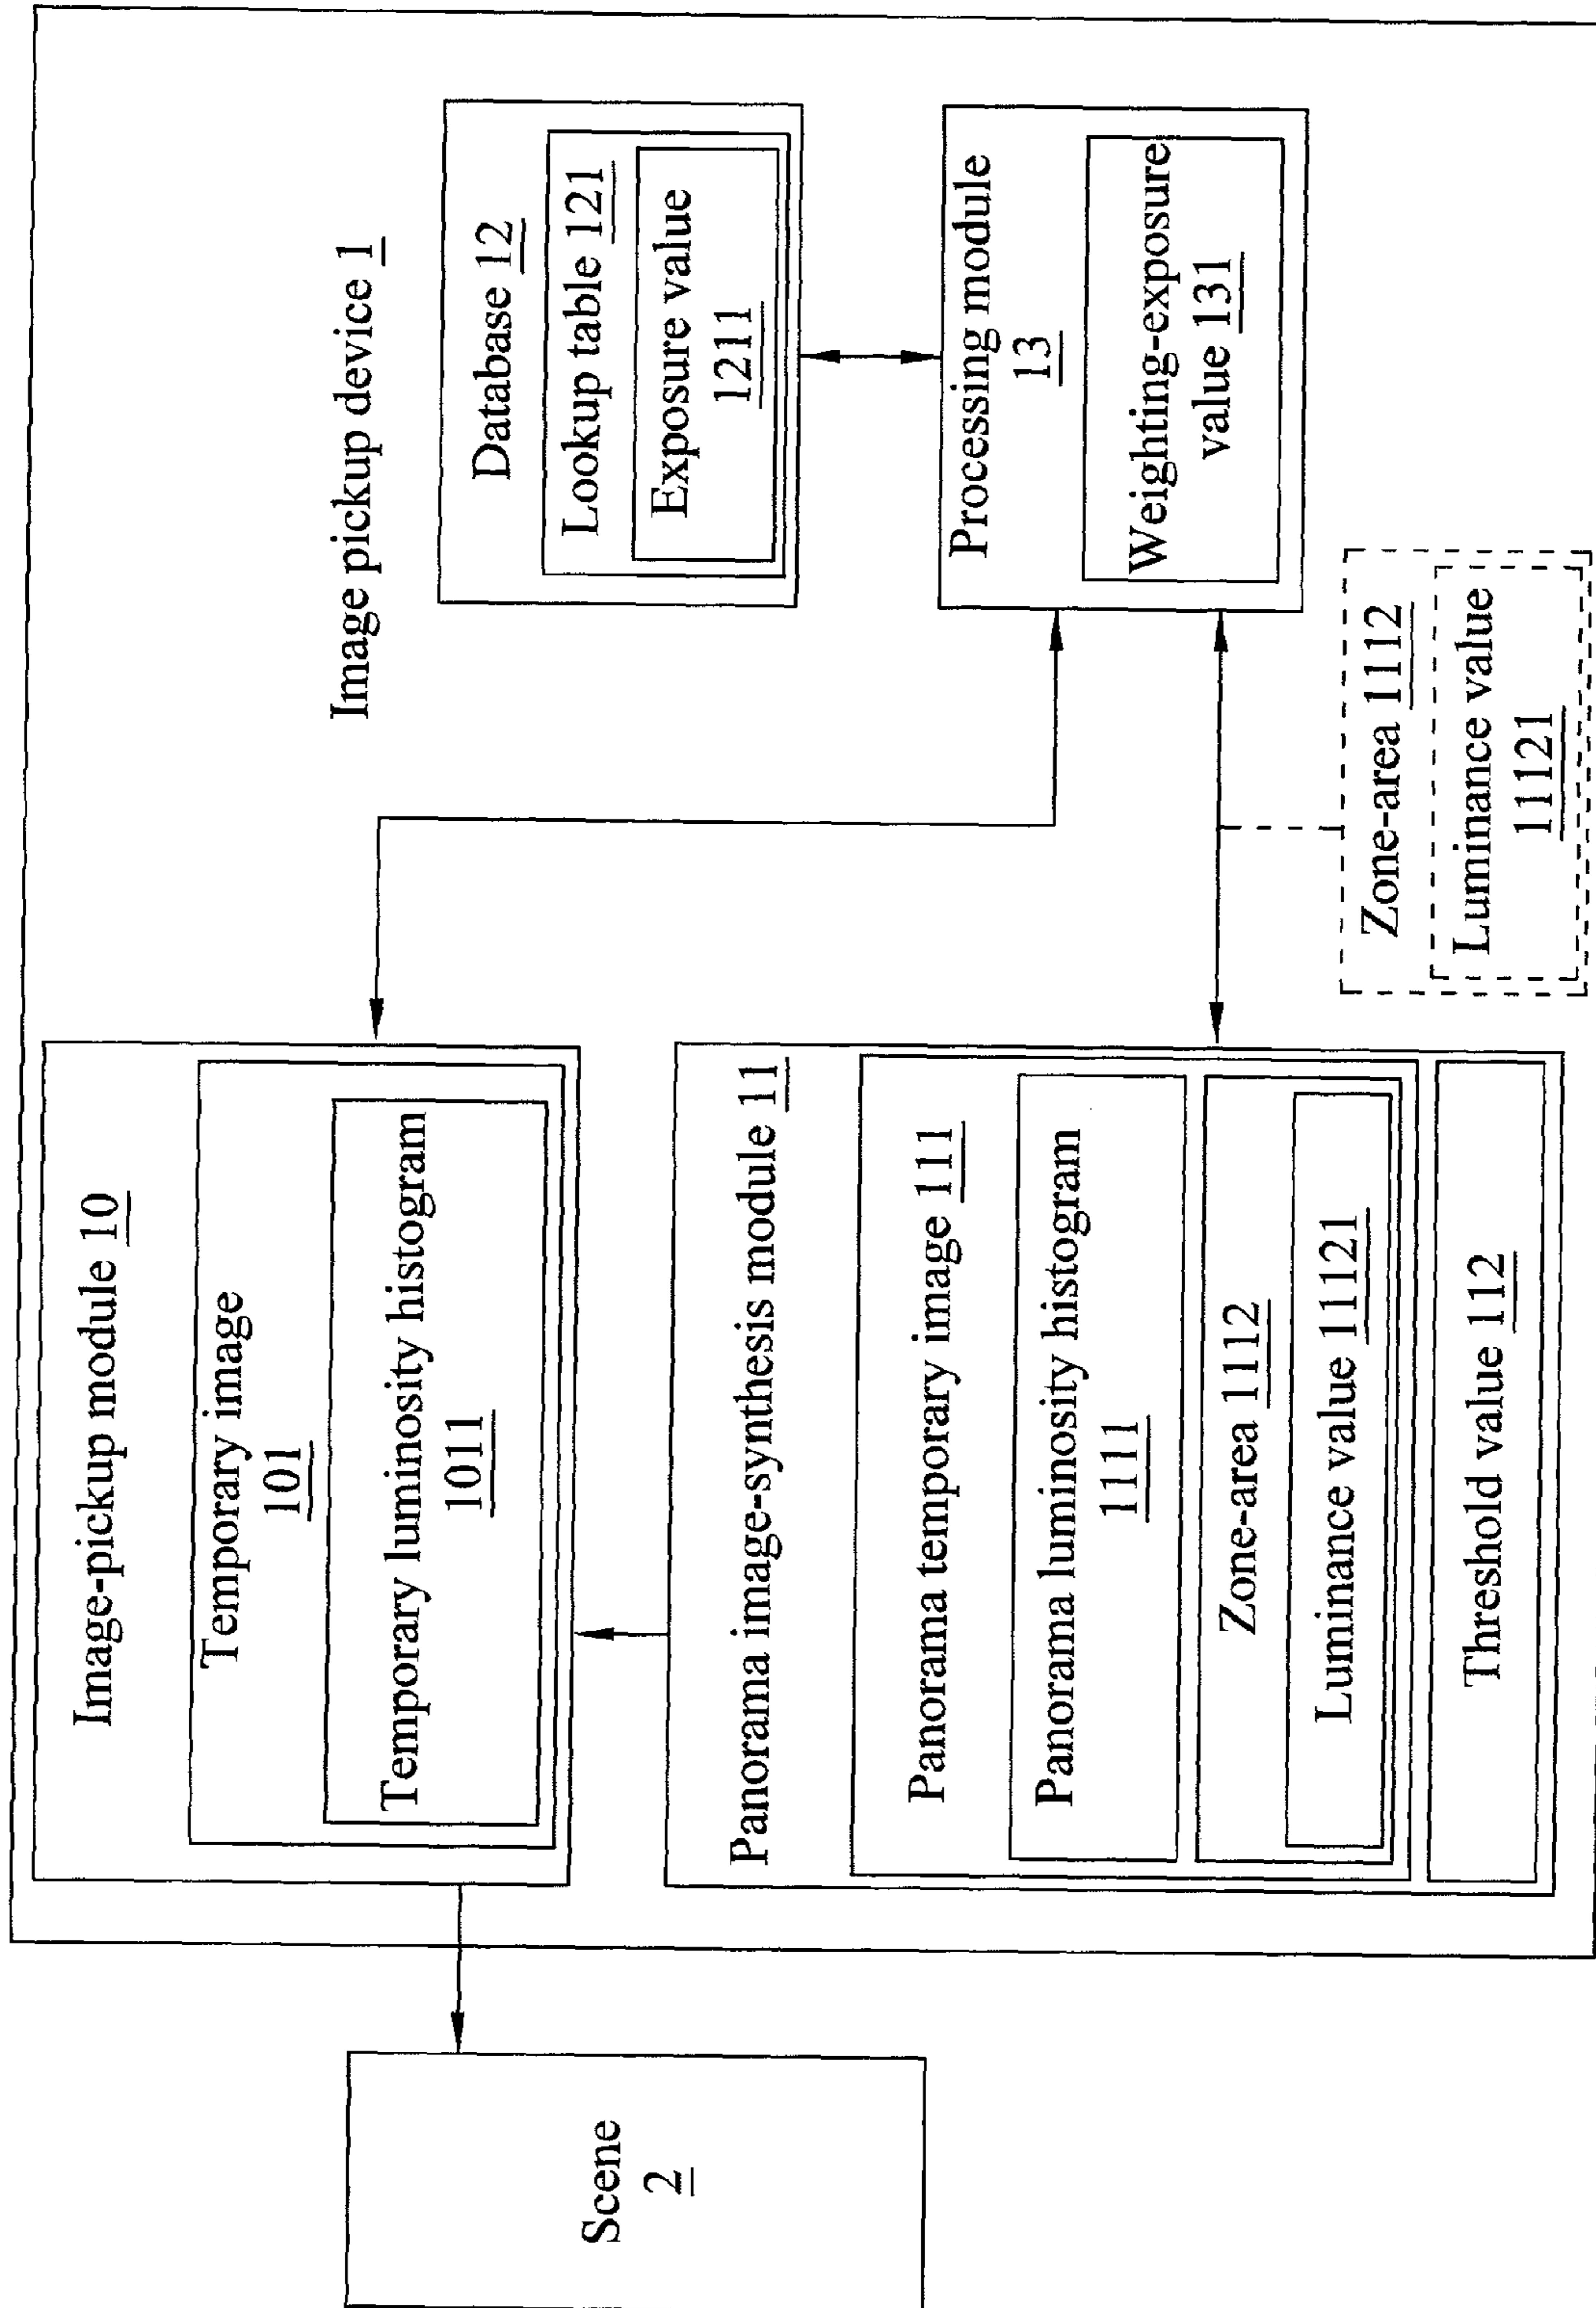 Scene
2
Image-pickup module 10
Temporary image
101
Temporary luminosity histogram
1011
Panorama image-synthesis module 11
Panorama temporary image 111
Panorama luminosity histogram
1111
Zone-area 1112
Luminance value 11121
Threshold value 112
Image pickup device 1
Database 12
Lookup table 121
Exposure value
1211
Processing module
13
Weighting-exposure
value 131
Zone-area 1112
Luminance value
11121